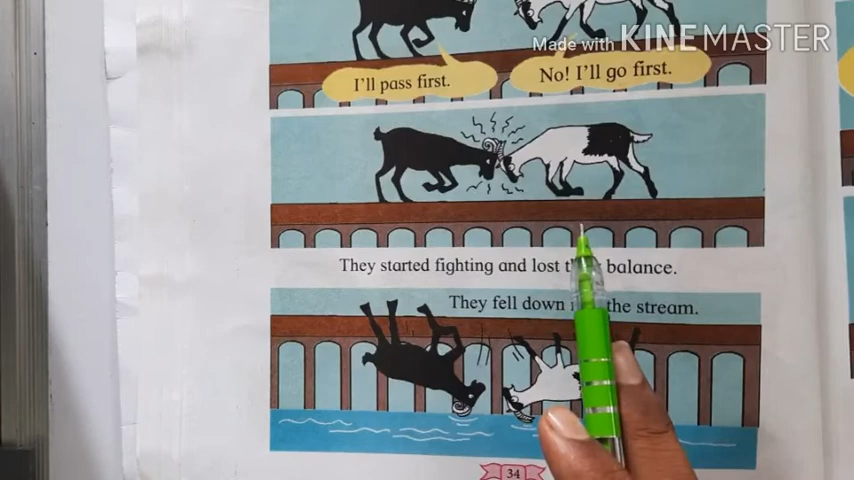 Made with KINEMASTER
I'll pass first.
No! I'll go first.
They started fighting and lost balance.
They fell down the stream.
34